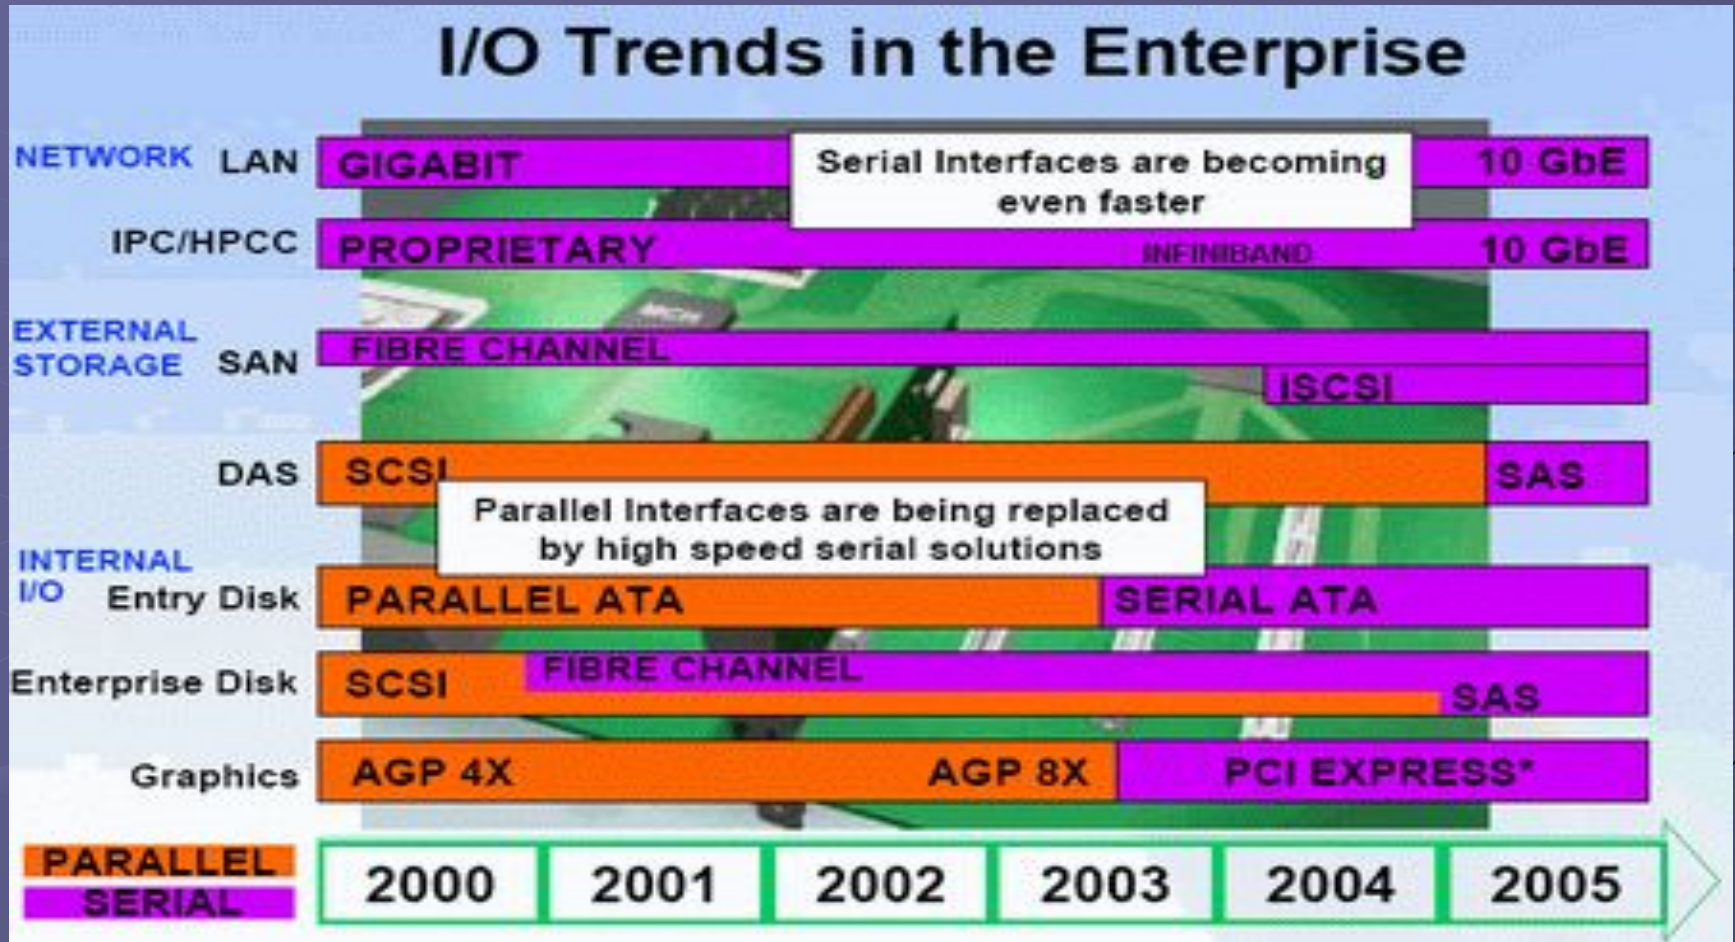 I/O Trends in the Enterprise
NETWORK LAN GIGABIT 10 GbE
Serial Interfaces are becoming
even faster
IPC/HPCC PROPRIETARY INFINIBAND 10 GbE
EXTERNAL
STORAGE SAN FIBRE CHANNEL
iSCSI
DAS SCSI SAS
Parallel Interfaces are being replaced
by high speed serial solutions
INTERNAL
I/O Entry Disk PARALLEL ATA SERIAL ATA
Enterprise Disk SCSI FIBRE CHANNEL SAS
Graphics AGP 4X AGP 8X PCI EXPRESS*
PARALLEL
SERIAL
2000 2001 2002 2003 2004 2005